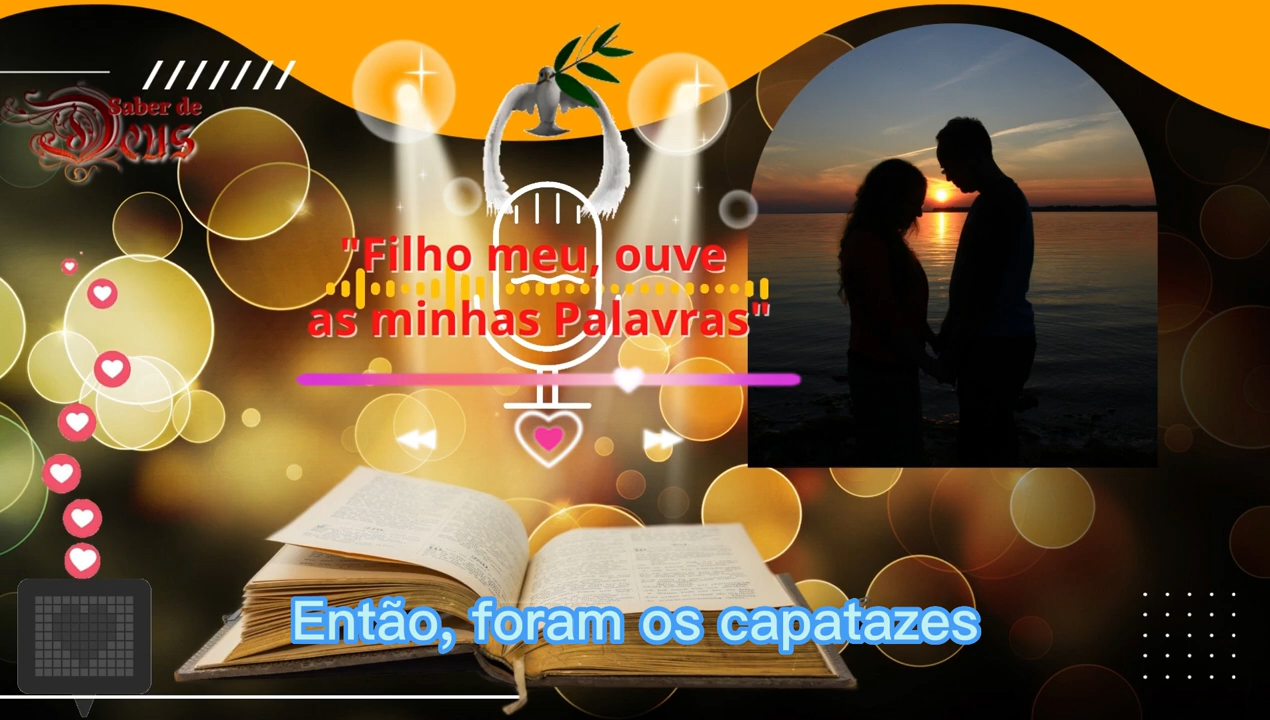 Saber de
Deus
"Filho meu, ouve
as minhas Palavras"
Então, foram os capatazes